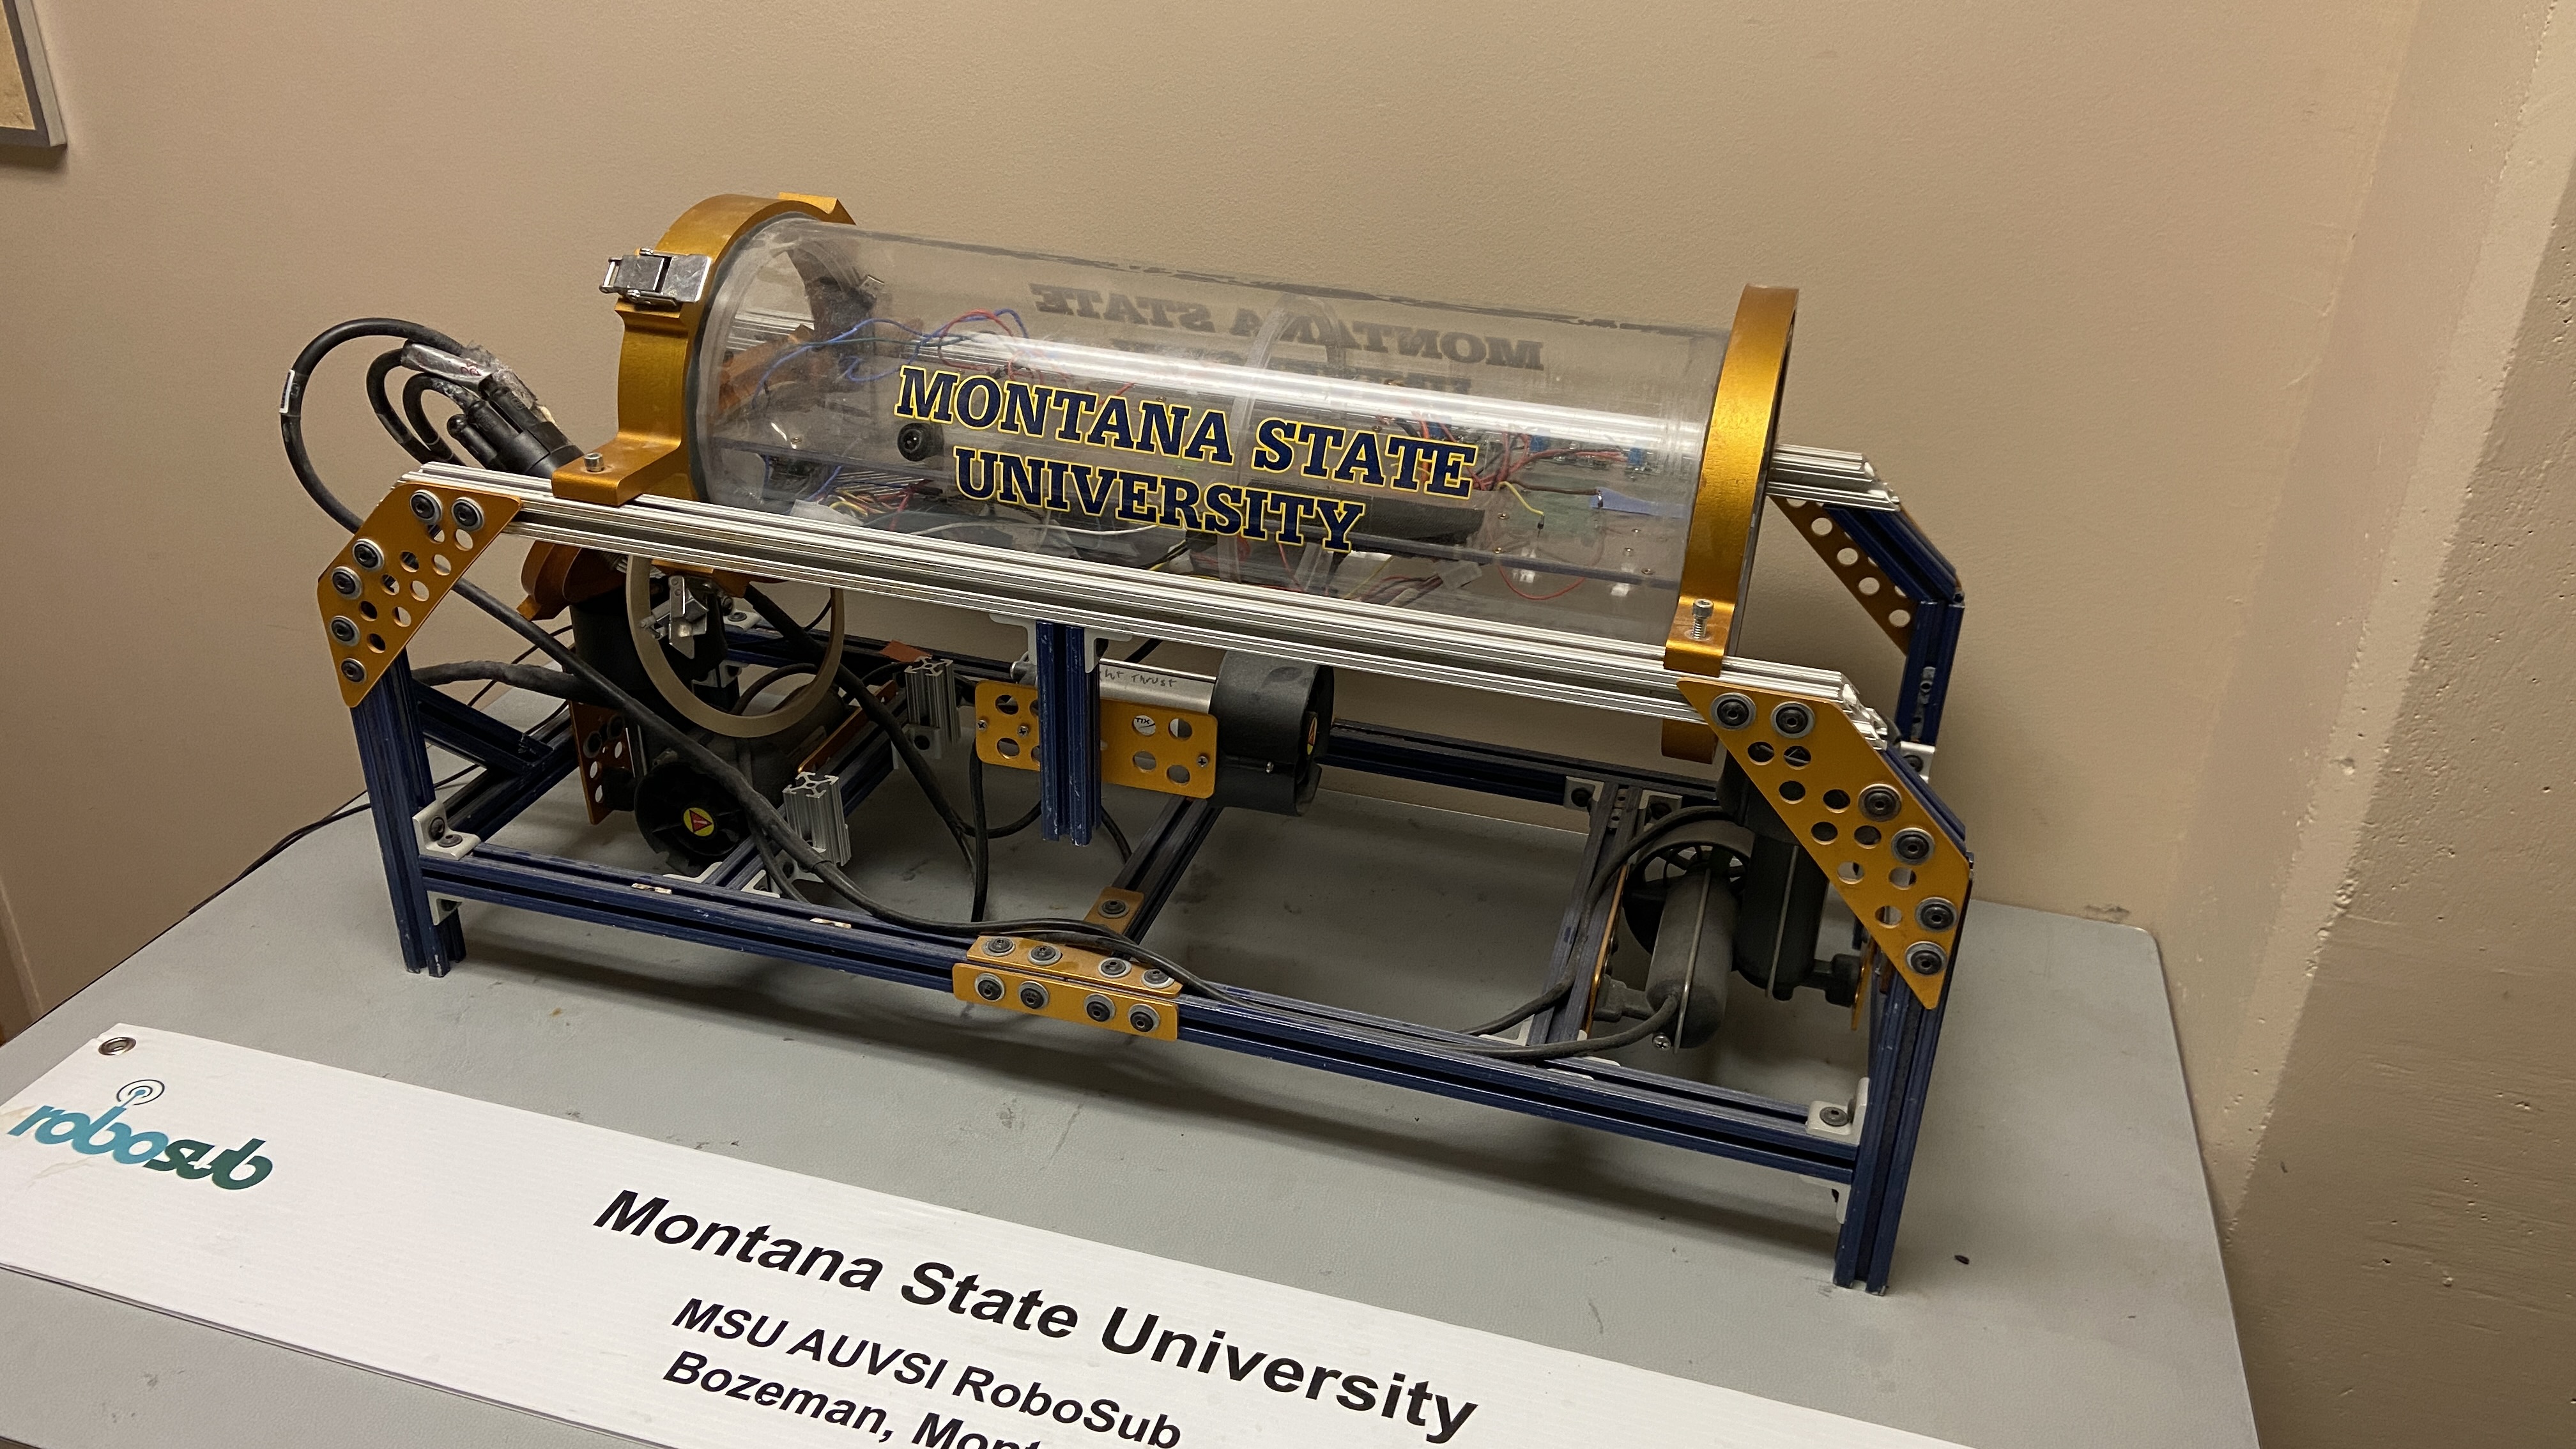 MONTANA STATE
UNIVERSITY
robosub
Montana State University
MSU AUVSI RoboSub
Bozeman,